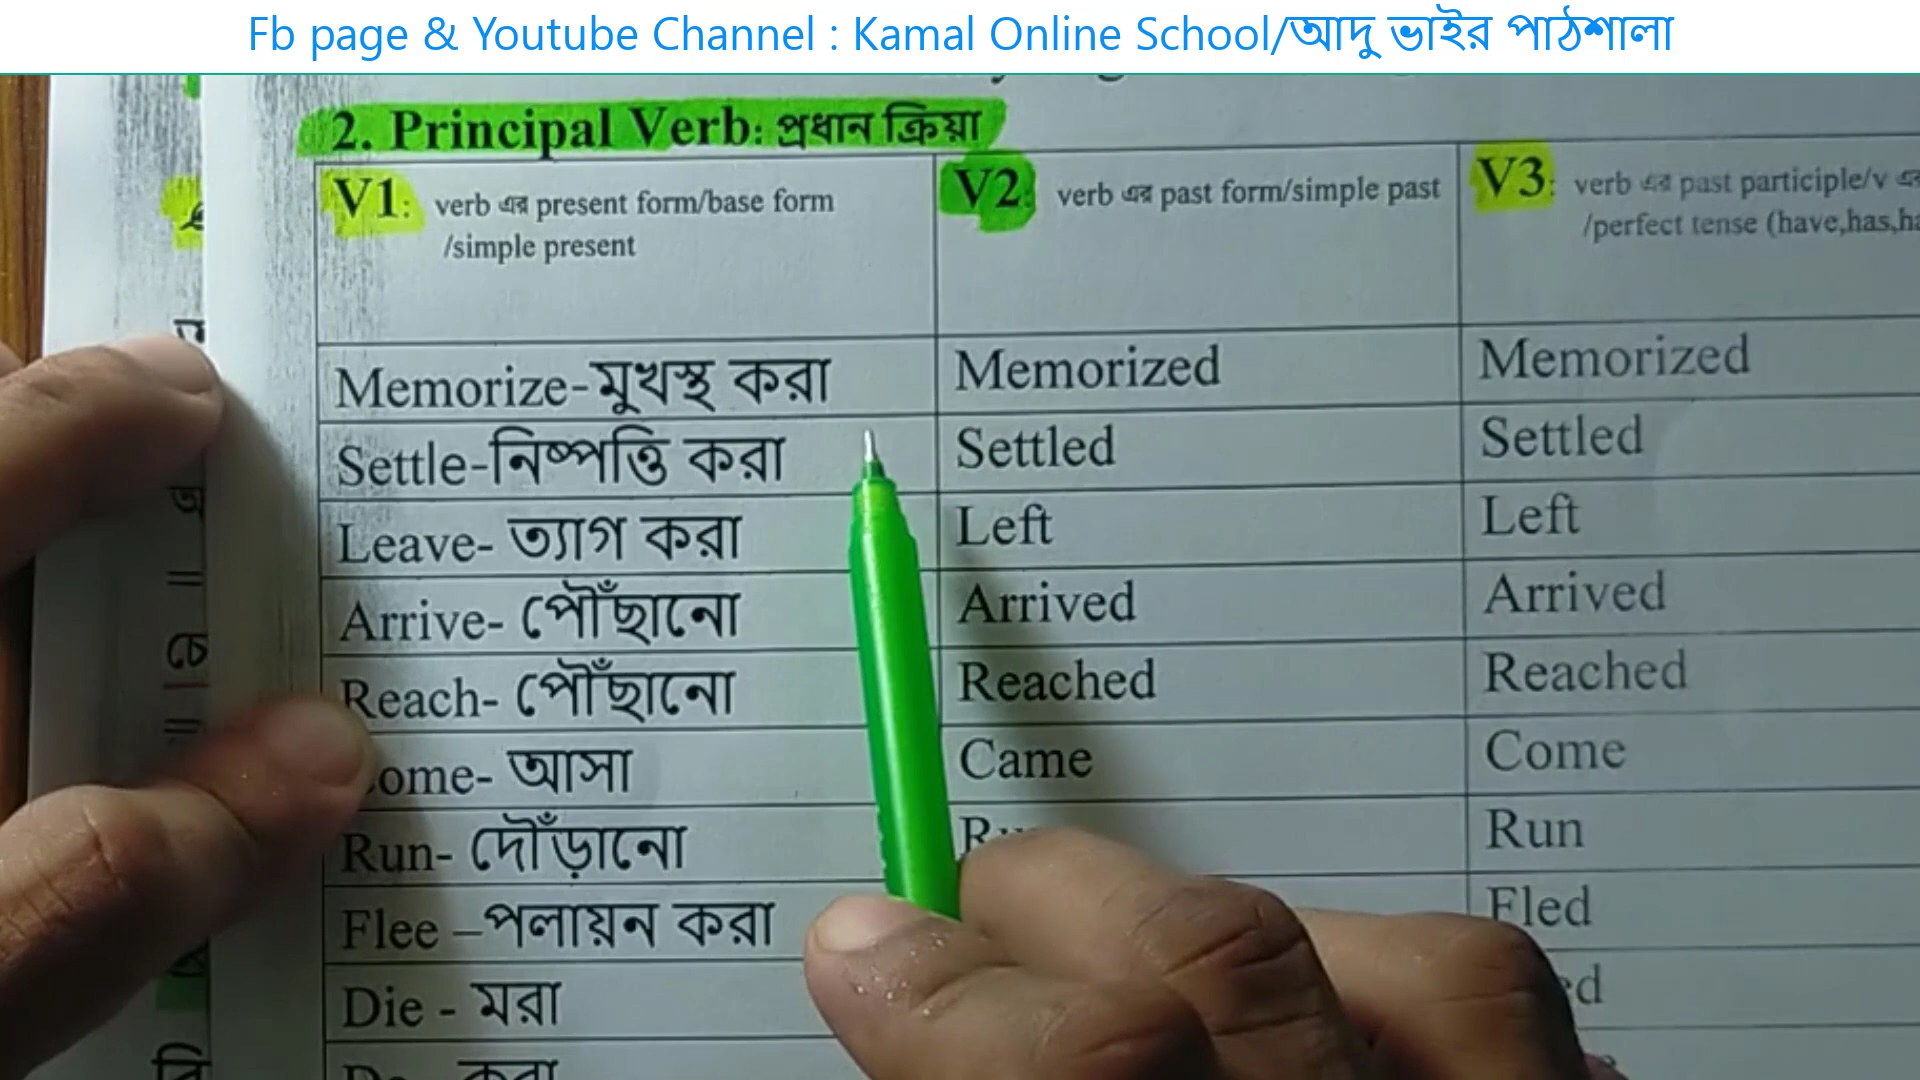 Fb page & Youtube Channel : Kamal Online School/আদু ভাইর পাঠশালা
2. Principal Verb: প্রধান ক্রিয়া
V1: verb এর present form/base form
/simple present
V2: verb এর past form/simple past
V3: verb এর past participle/v
/perfect tense (have,has,
Memorize-মুখস্থ করা Memorized Memorized
Settle-নিষ্পত্তি করা Settled Settled
Leave- ত্যাগ করা Left Left
Arrive- পৌঁছানো Arrived Arrived
Reach- পৌঁছানো Reached Reached
ome- আসা Came Come
Run- দৌঁড়ানো Run
Flee –পলায়ন করা Fled
Die - মরা
করা